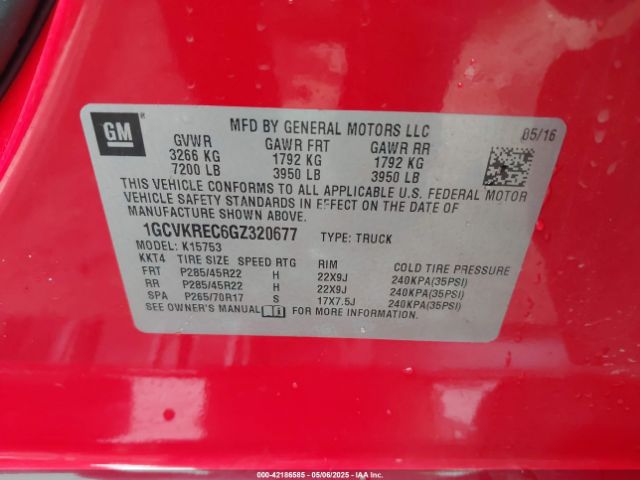 GM
MFD BY GENERAL MOTORS LLC
05/16
GVWR GAWR FRT GAWR RR
3266 KG 1792 KG 1792 KG
7200 LB 3950 LB 3950 LB
THIS VEHICLE CONFORMS TO ALL APPLICABLE U.S. FEDERAL MOTOR
VEHICLE SAFETY STANDARDS IN EFFECT ON THE DATE OF
MANUFACTURE SHOWN ABOVE.
1GCVKREC6GZ320677 TYPE: TRUCK
MODEL: K15753
KKT4 TIRE SIZE SPEED RTG RIM COLD TIRE PRESSURE
FRT P285/45R22 H 22X9J 240KPA(35PSI)
RR P285/45R22 H 22X9J 240KPA(35PSI)
SPA P265/70R17 S 17X7.5J 240KPA(35PSI)
SEE OWNER'S MANUAL FOR MORE INFORMATION
000-42186585 - 05/06/2025 - IAA Inc.